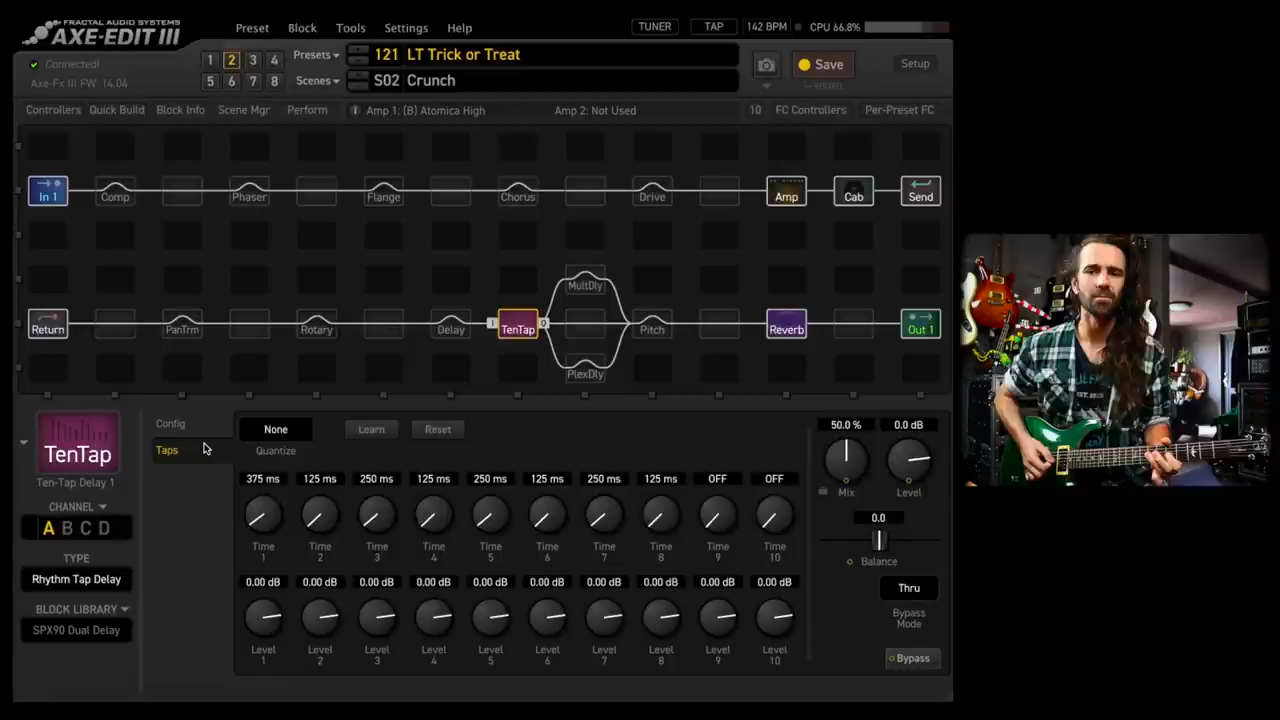 FRACTAL AUDIO SYSTEMS
AXE-EDIT III
Preset Block Tools Settings Help
TUNER TAP 142 BPM CPU 66.8%
Connected!
Axe-Fx III FW 14.04
1 2 3 4
5 6 7 8
Presets
121 LT Trick or Treat
Scenes
S02 Crunch
Save
EDITED
Setup
Controllers Quick Build Block Info Scene Mgr Perform
Amp 1: (B) Atomica High Amp 2: Not Used
10 FC Controllers Per-Preset FC
In 1 Comp Phaser Flange Chorus Drive Amp Cab Send
MultDly
Return PanTrm Rotary Delay TenTap Pitch Reverb Out 1
PlexDly
TenTap
Ten-Tap Delay 1
CHANNEL
A B C D
TYPE
Rhythm Tap Delay
BLOCK LIBRARY
SPX90 Dual Delay
Config
Taps
None Learn Reset
Quantize
375 ms 125 ms 250 ms 125 ms 250 ms 125 ms 250 ms 125 ms OFF OFF
Time Time Time Time Time Time Time Time Time Time
1 2 3 4 5 6 7 8 9 10
0.00 dB 0.00 dB 0.00 dB 0.00 dB 0.00 dB 0.00 dB 0.00 dB 0.00 dB 0.00 dB 0.00 dB
Level Level Level Level Level Level Level Level Level Level
1 2 3 4 5 6 7 8 9 10
50.0 % 0.0 dB
Mix Level
0.0
Balance
Thru
Bypass
Mode
Bypass